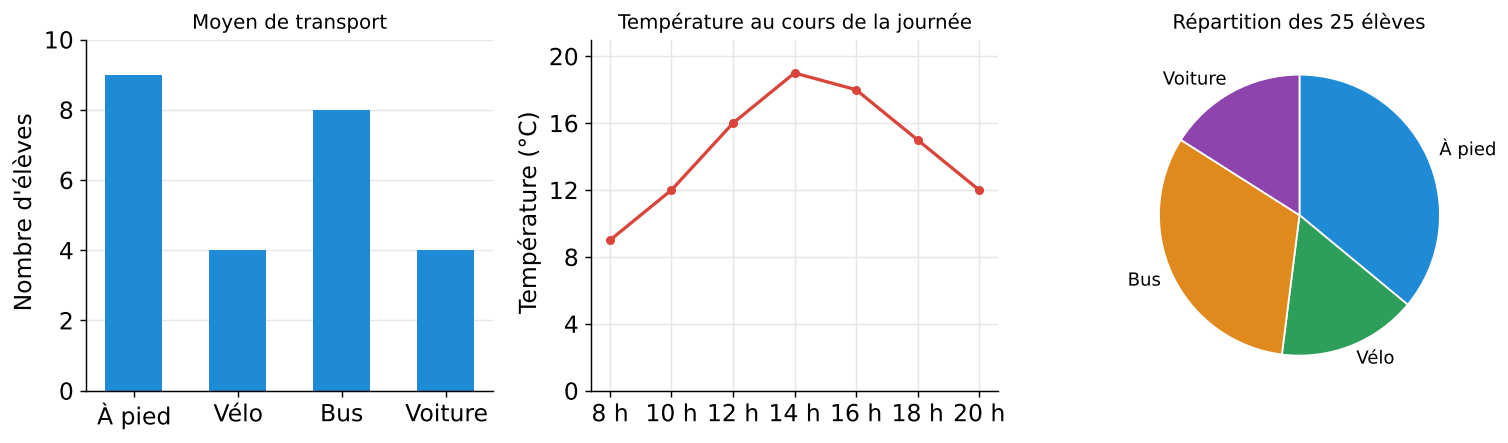 Moyen de transport
Nombre d'élèves
10
8
6
4
2
0
À pied Vélo Bus Voiture
Température au cours de la journée
Température (°C)
20
16
12
8
4
0
8 h 10 h 12 h 14 h 16 h 18 h 20 h
Répartition des 25 élèves
Voiture
À pied
Bus
Vélo